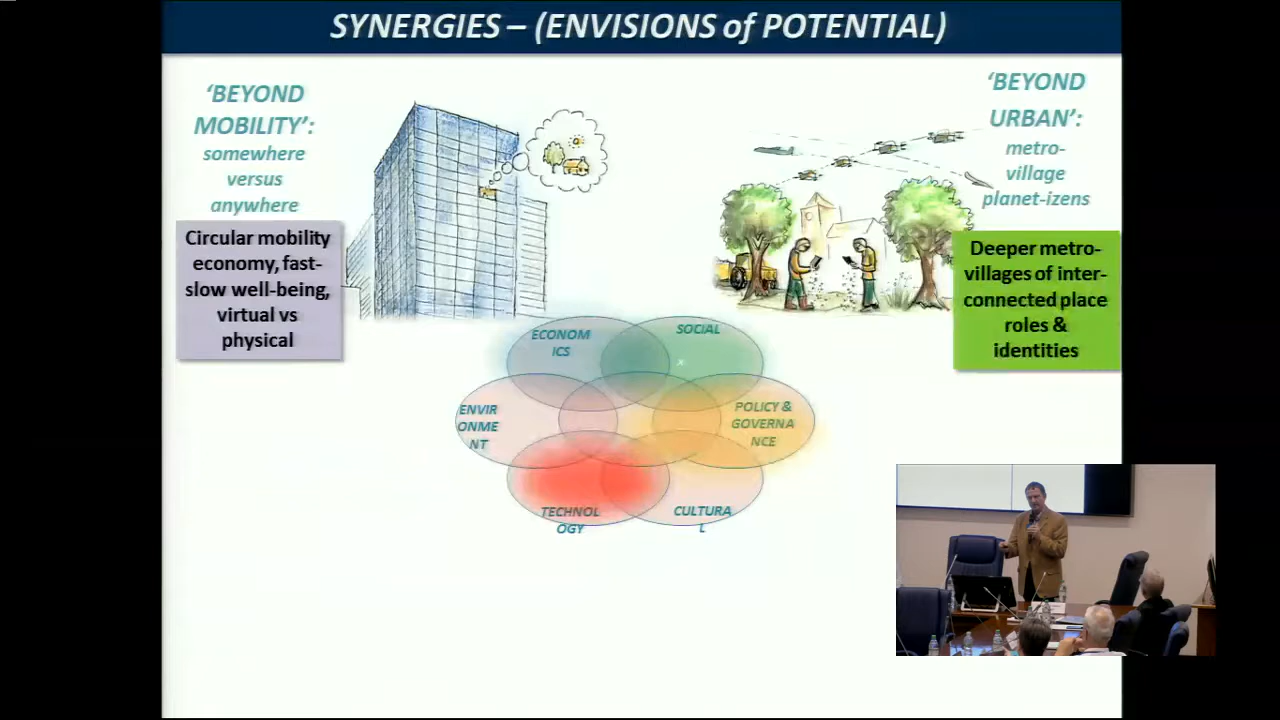 SYNERGIES – (ENVISIONS of POTENTIAL)
‘BEYOND
MOBILITY’:
somewhere
versus
anywhere
Circular mobility
economy, fast-
slow well-being,
virtual vs
physical
‘BEYOND
URBAN’:
metro-
village
planet-izens
Deeper metro-
villages of inter-
connected place
roles &
identities
ECONOM
ICS
SOCIAL
ENVIR
ONME
NT
POLICY &
GOVERNA
NCE
TECHNOL
OGY
CULTURA
L